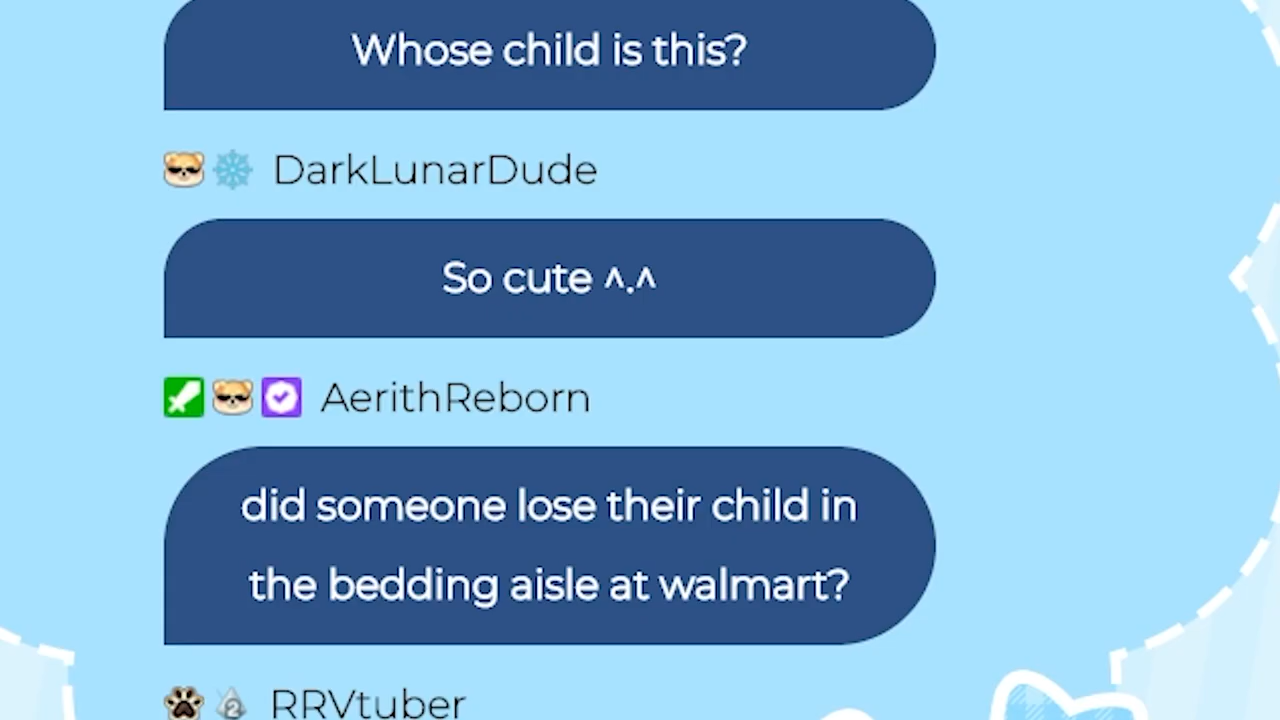 Whose child is this?
DarkLunarDude
So cute ^.^
AerithReborn
did someone lose their child in
the bedding aisle at walmart?
2 RRVtuber